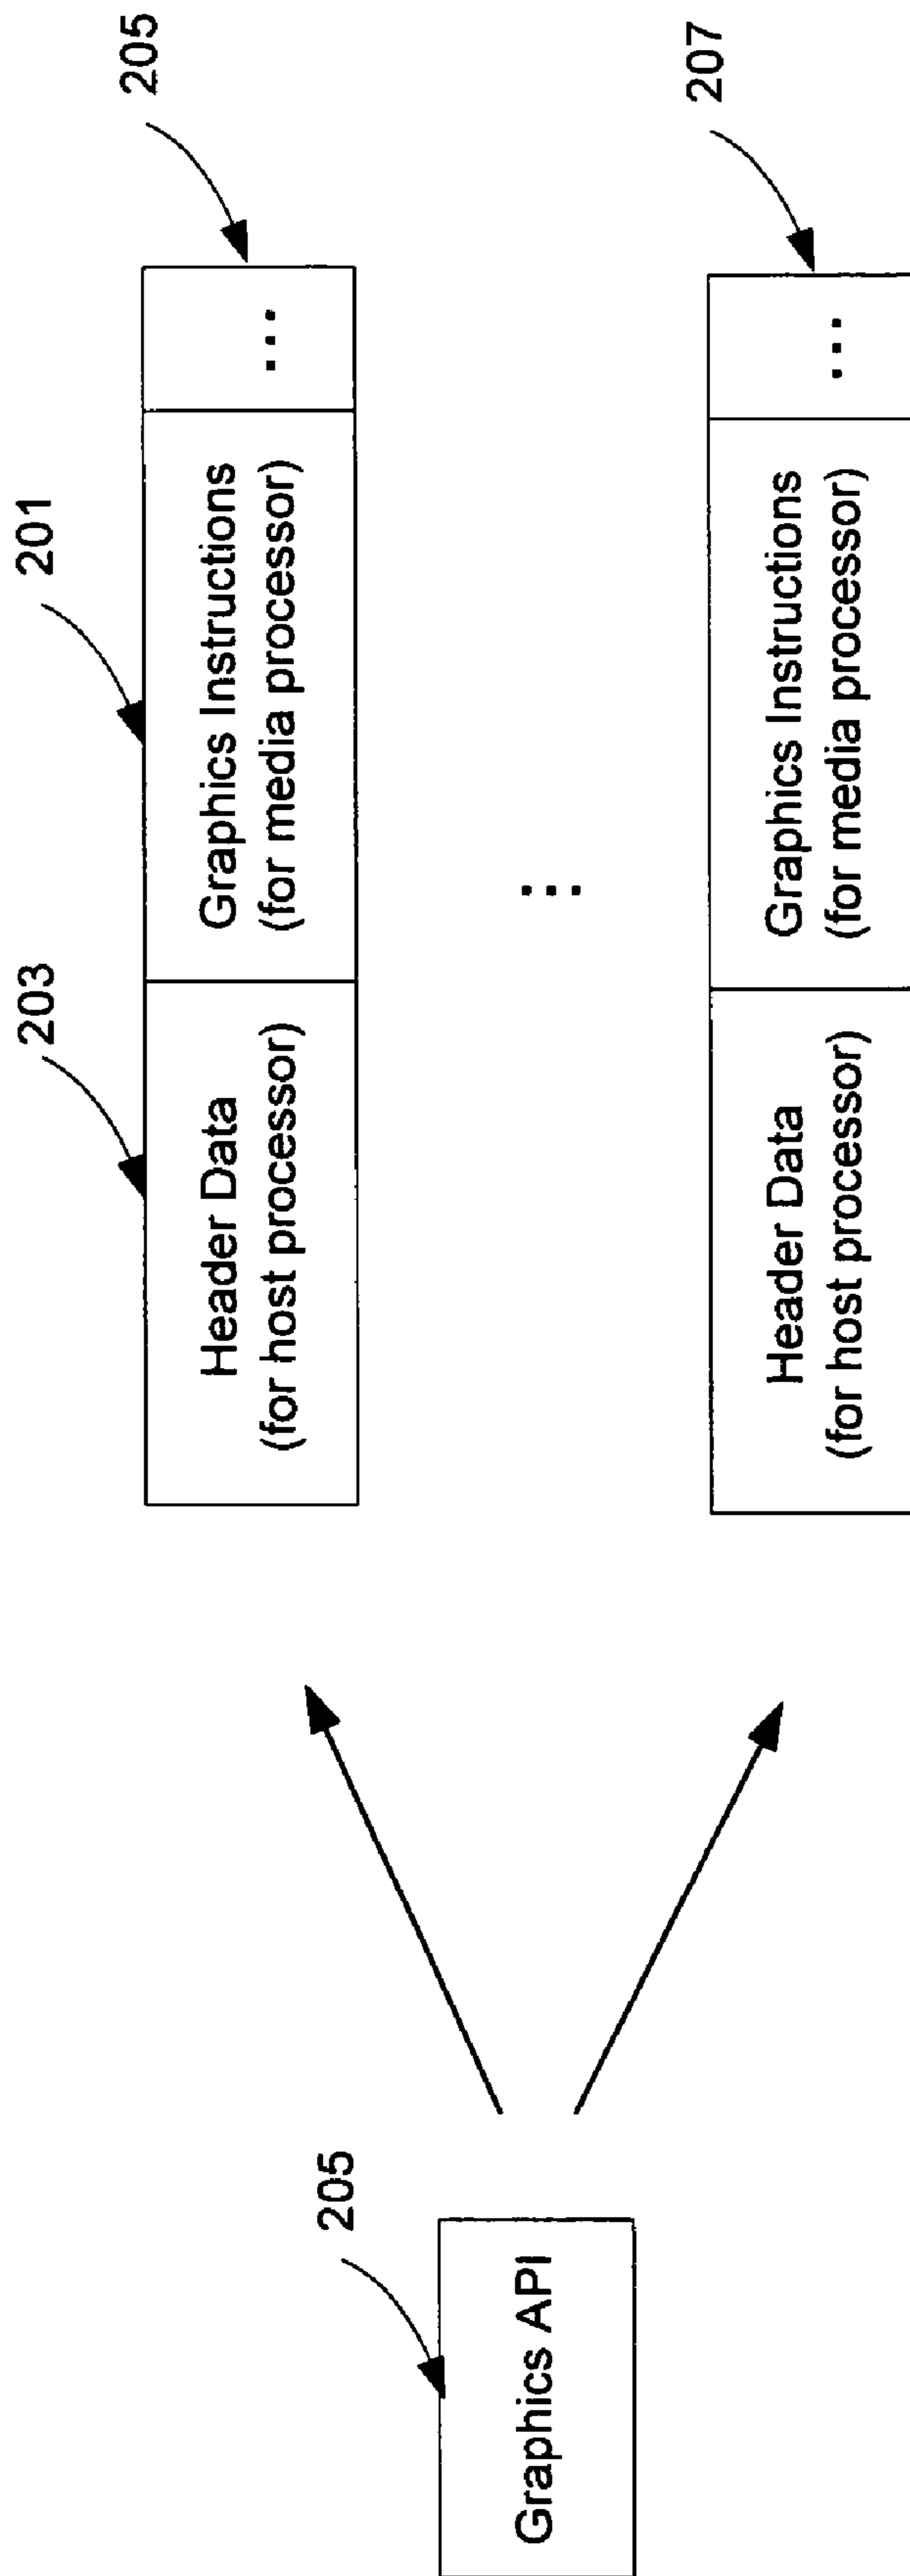 205
Graphics API
203
201
205
Header Data
(for host processor)
Graphics Instructions
(for media processor)
...
...
207
Header Data
(for host processor)
Graphics Instructions
(for media processor)
...